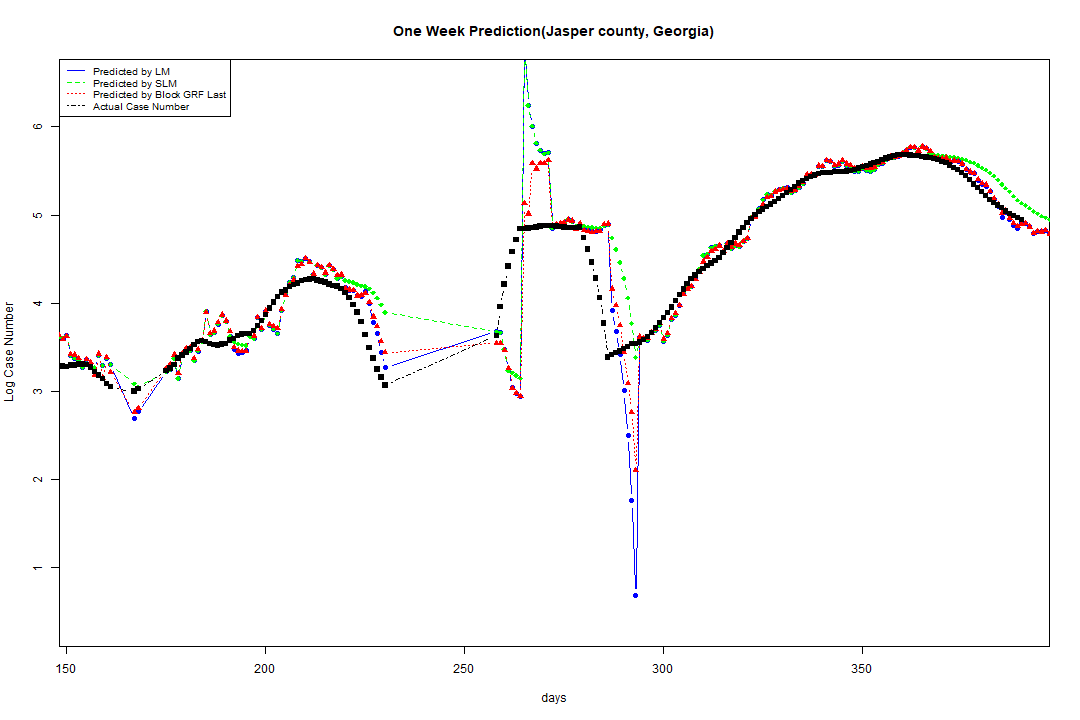 One Week Prediction(Jasper county, Georgia)
Predicted by LM
Predicted by SLM
Predicted by Block GRF Last
Actual Case Number
Log Case Number
6
5
4
3
2
1
150 200 250 300 350
days